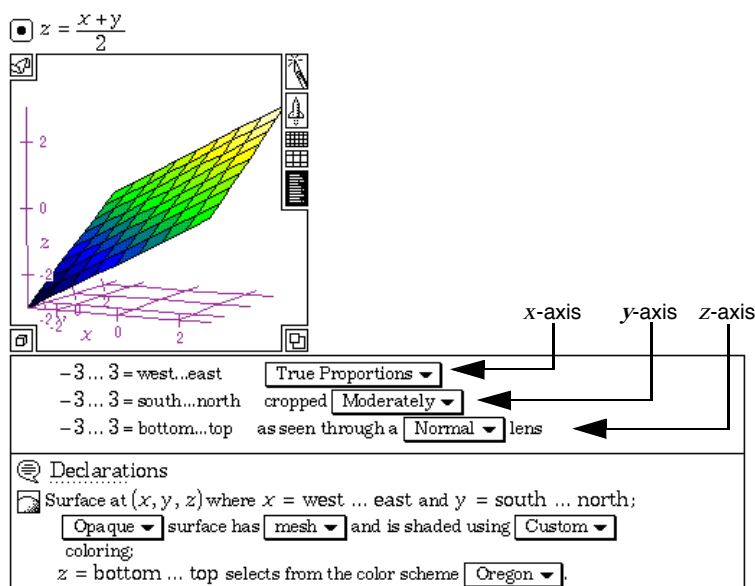 z = x+y / 2
2
0
z
-2
-2 -2 y 0 2
x 0 2
x-axis y-axis z-axis
-3 ... 3 = west...east True Proportions
-3 ... 3 = south...north cropped Moderately
-3 ... 3 = bottom...top as seen through a Normal lens
Declarations
Surface at (x, y, z) where x = west ... east and y = south ... north;
Opaque surface has mesh and is shaded using Custom
coloring;
z = bottom ... top selects from the color scheme Oregon.